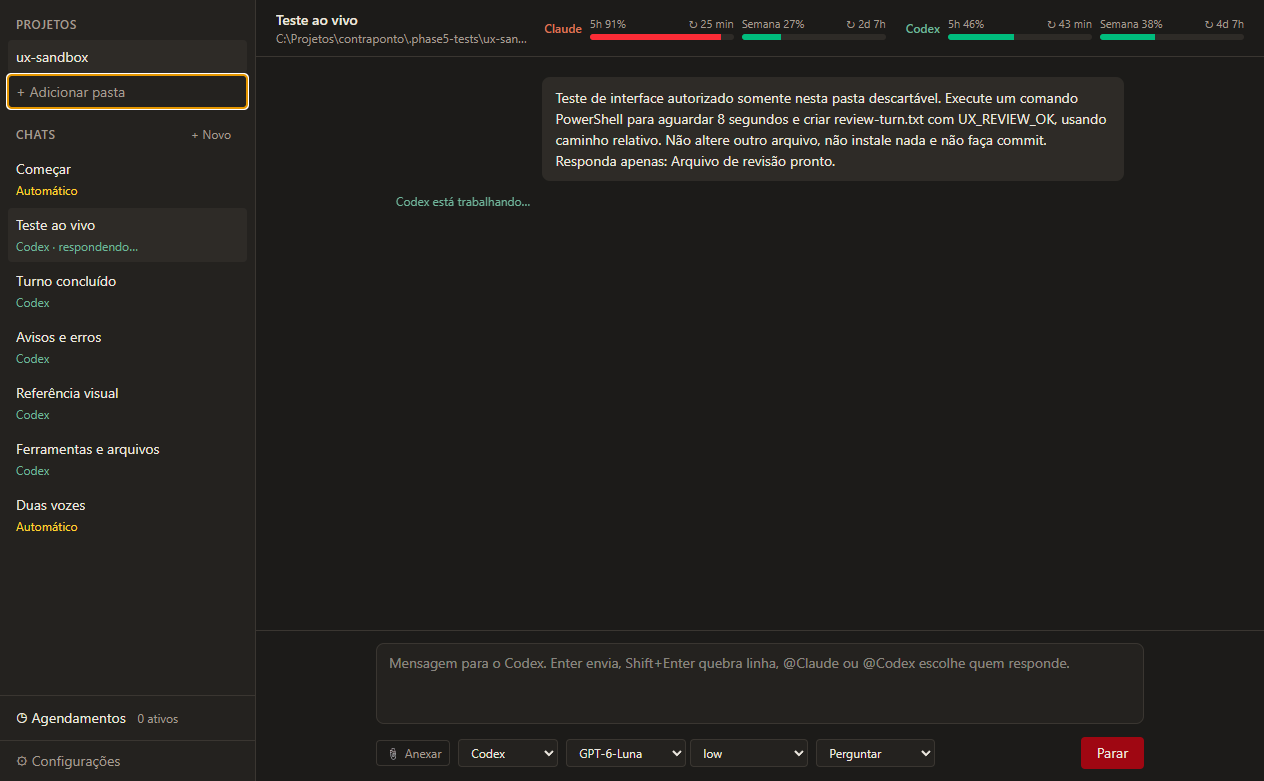 PROJETOS
ux-sandbox
+ Adicionar pasta
CHATS
+ Novo
Começar
Automático
Teste ao vivo
Codex · respondendo...
Turno concluído
Codex
Avisos e erros
Codex
Referência visual
Codex
Ferramentas e arquivos
Codex
Duas vozes
Automático
Agendamentos 0 ativos
Configurações
Teste ao vivo
C:\Projetos\contraponto\.phase5-tests\ux-san...
Claude
5h 91%
↻ 25 min
Semana 27%
↻ 2d 7h
Codex
5h 46%
↻ 43 min
Semana 38%
↻ 4d 7h
Teste de interface autorizado somente nesta pasta descartável. Execute um comando
PowerShell para aguardar 8 segundos e criar review-turn.txt com UX_REVIEW_OK, usando
caminho relativo. Não altere outro arquivo, não instale nada e não faça commit.
Responda apenas: Arquivo de revisão pronto.
Codex está trabalhando...
Mensagem para o Codex. Enter envia, Shift+Enter quebra linha, @Claude ou @Codex escolhe quem responde.
Anexar
Codex
GPT-6-Luna
low
Perguntar
Parar